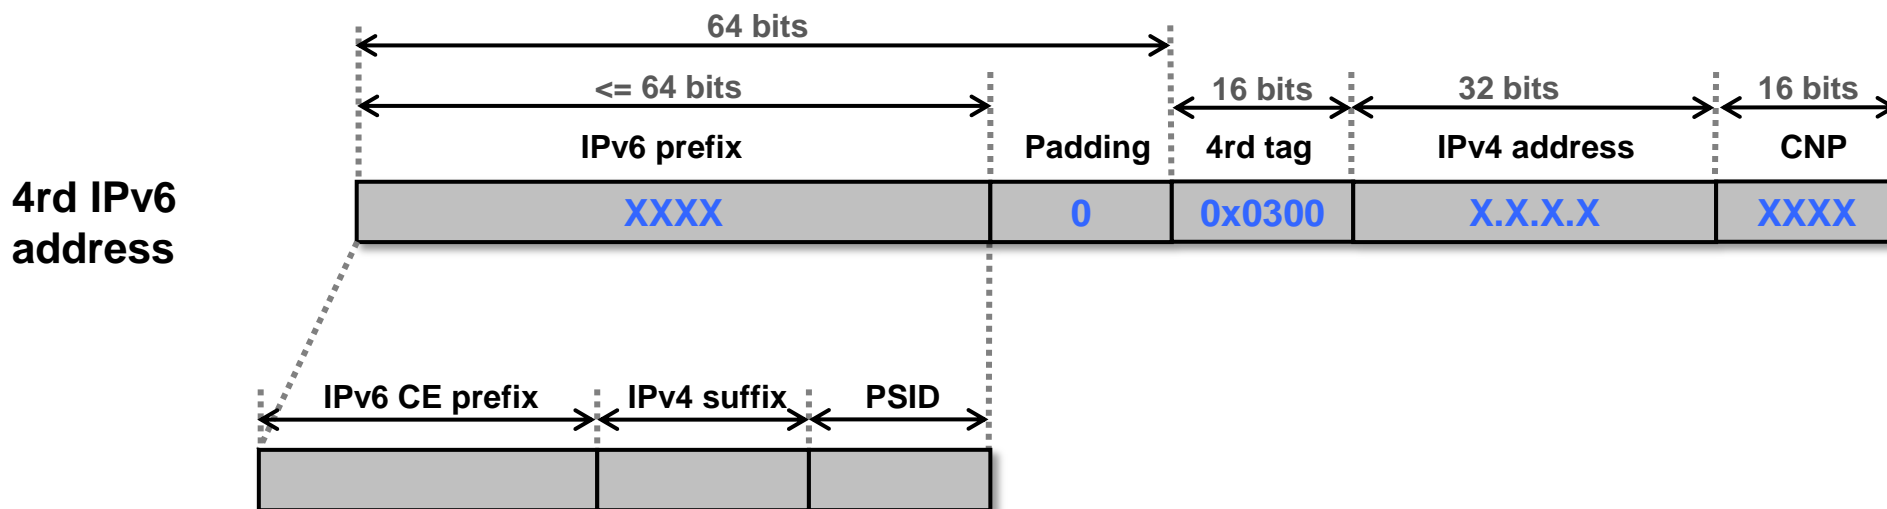 64 bits
<= 64 bits
16 bits
32 bits
16 bits
IPv6 prefix
Padding
4rd tag
IPv4 address
CNP
4rd IPv6
address
XXXX
0
0x0300
X.X.X.X
XXXX
IPv6 CE prefix
IPv4 suffix
PSID